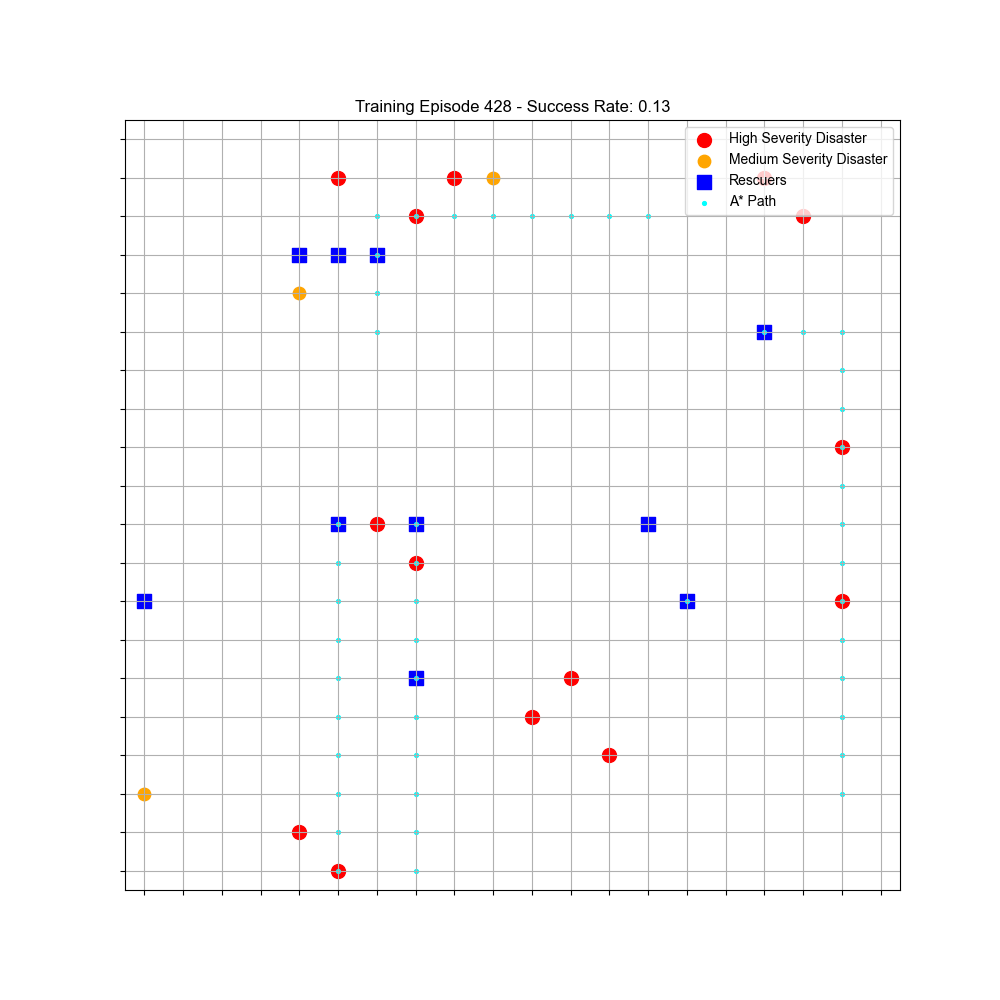 Training Episode 428 - Success Rate: 0.13
High Severity Disaster
Medium Severity Disaster
Rescuers
A* Path